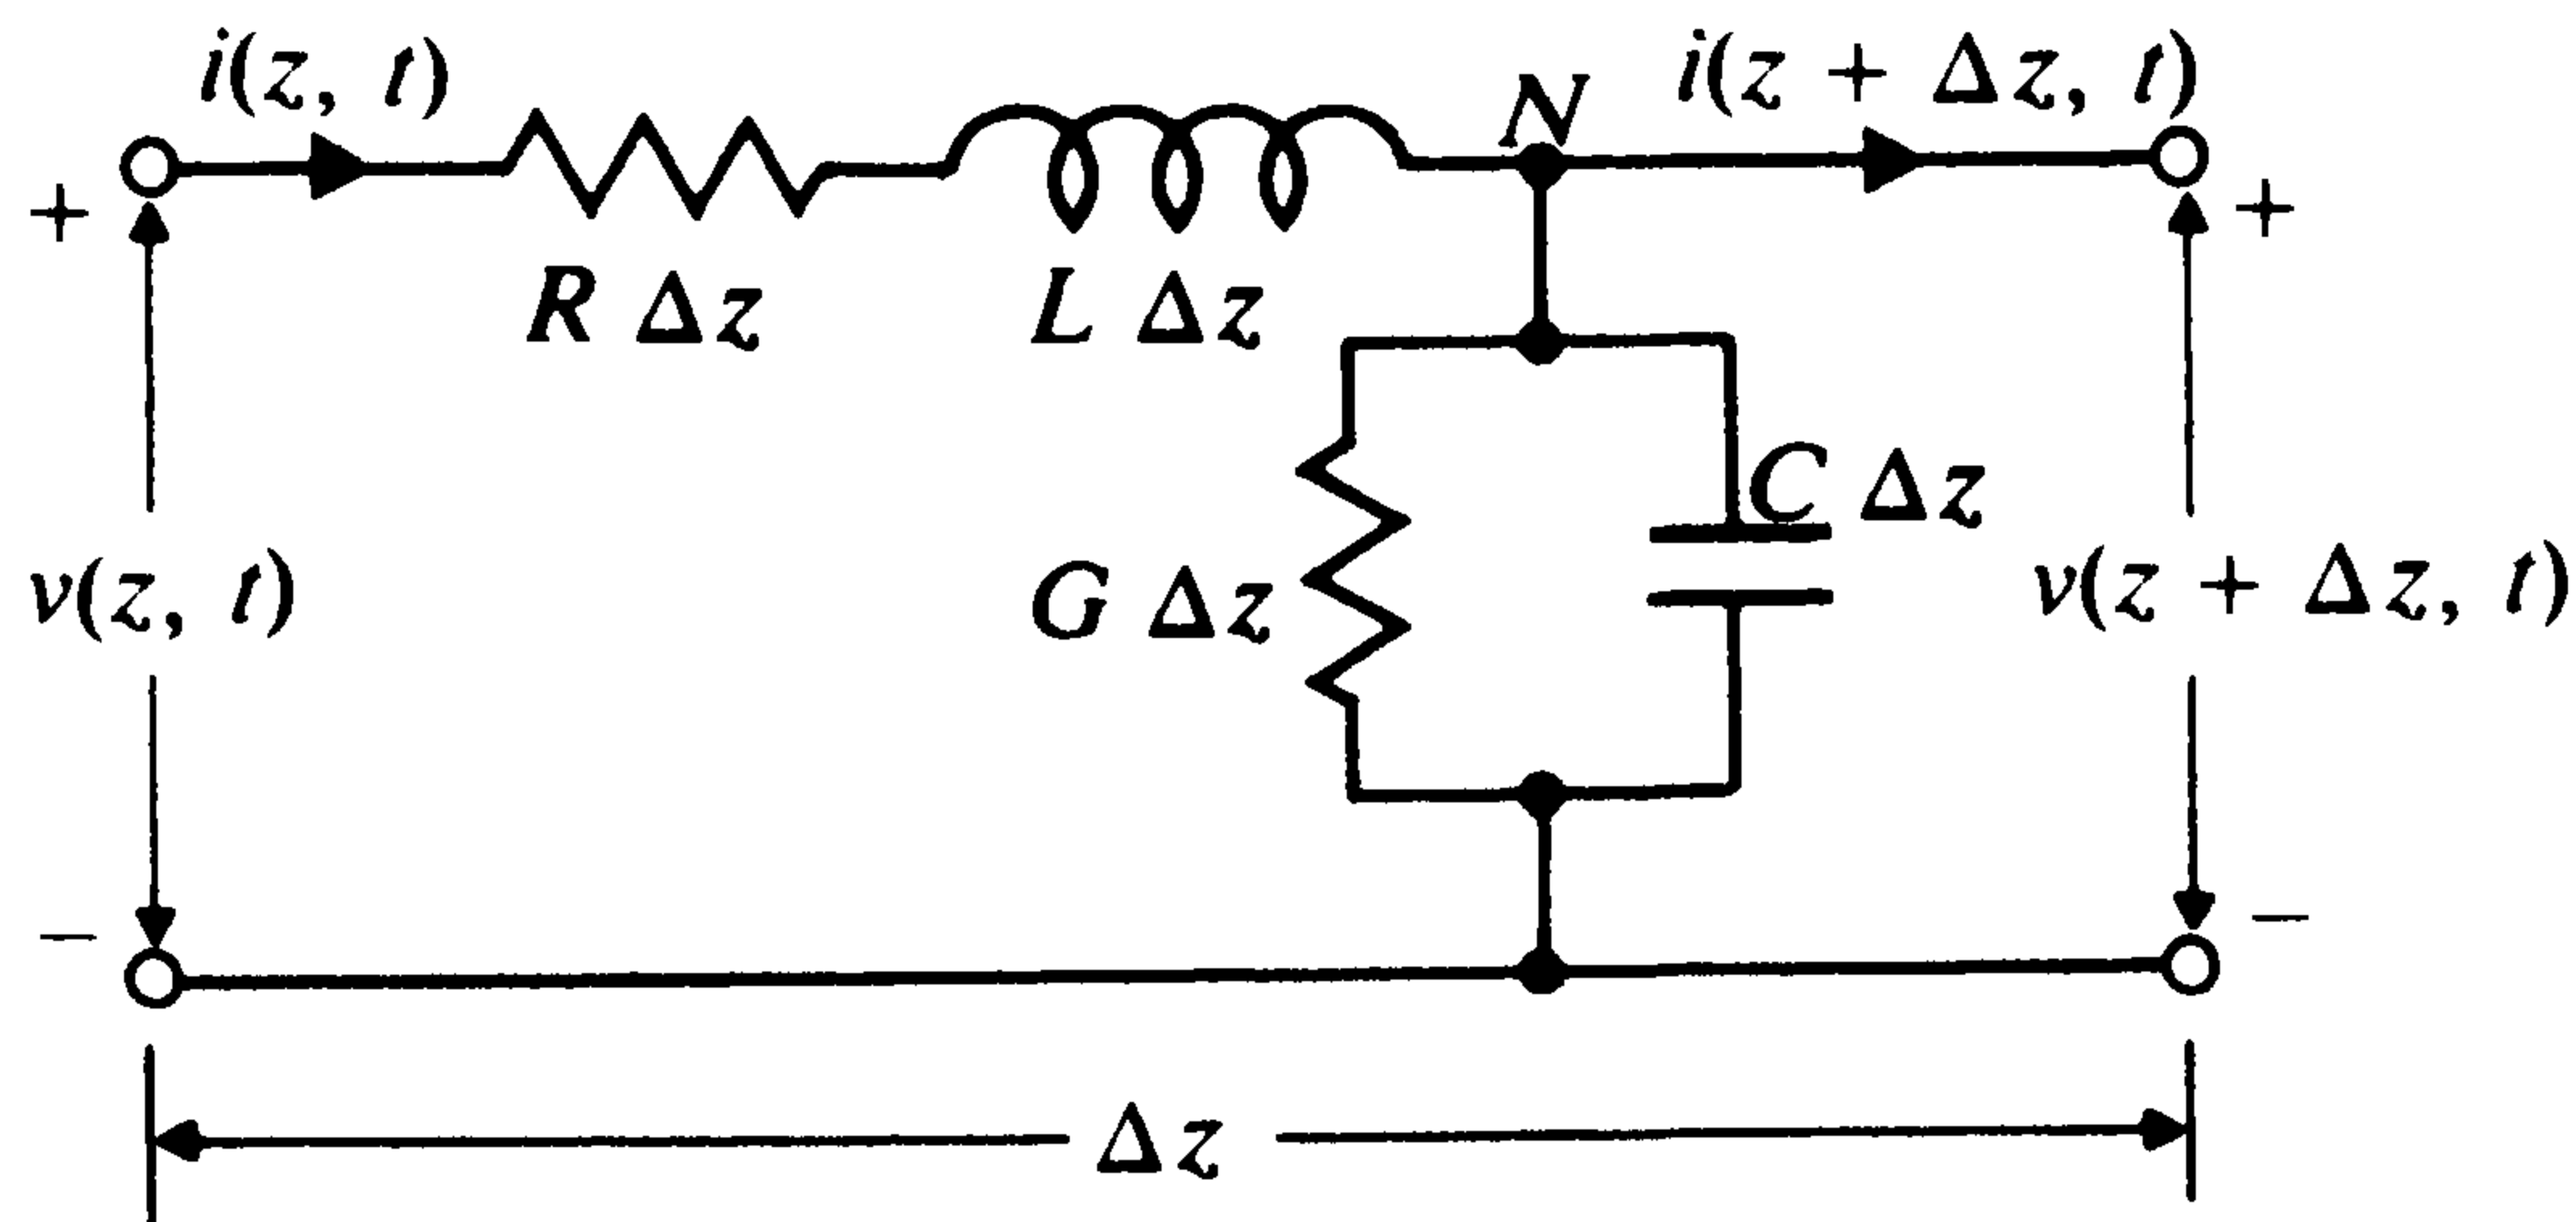 i(z, t)
N
i(z + Δz, t)
+
+
R Δz
L Δz
C Δz
G Δz
v(z, t)
v(z + Δz, t)
−
−
Δz